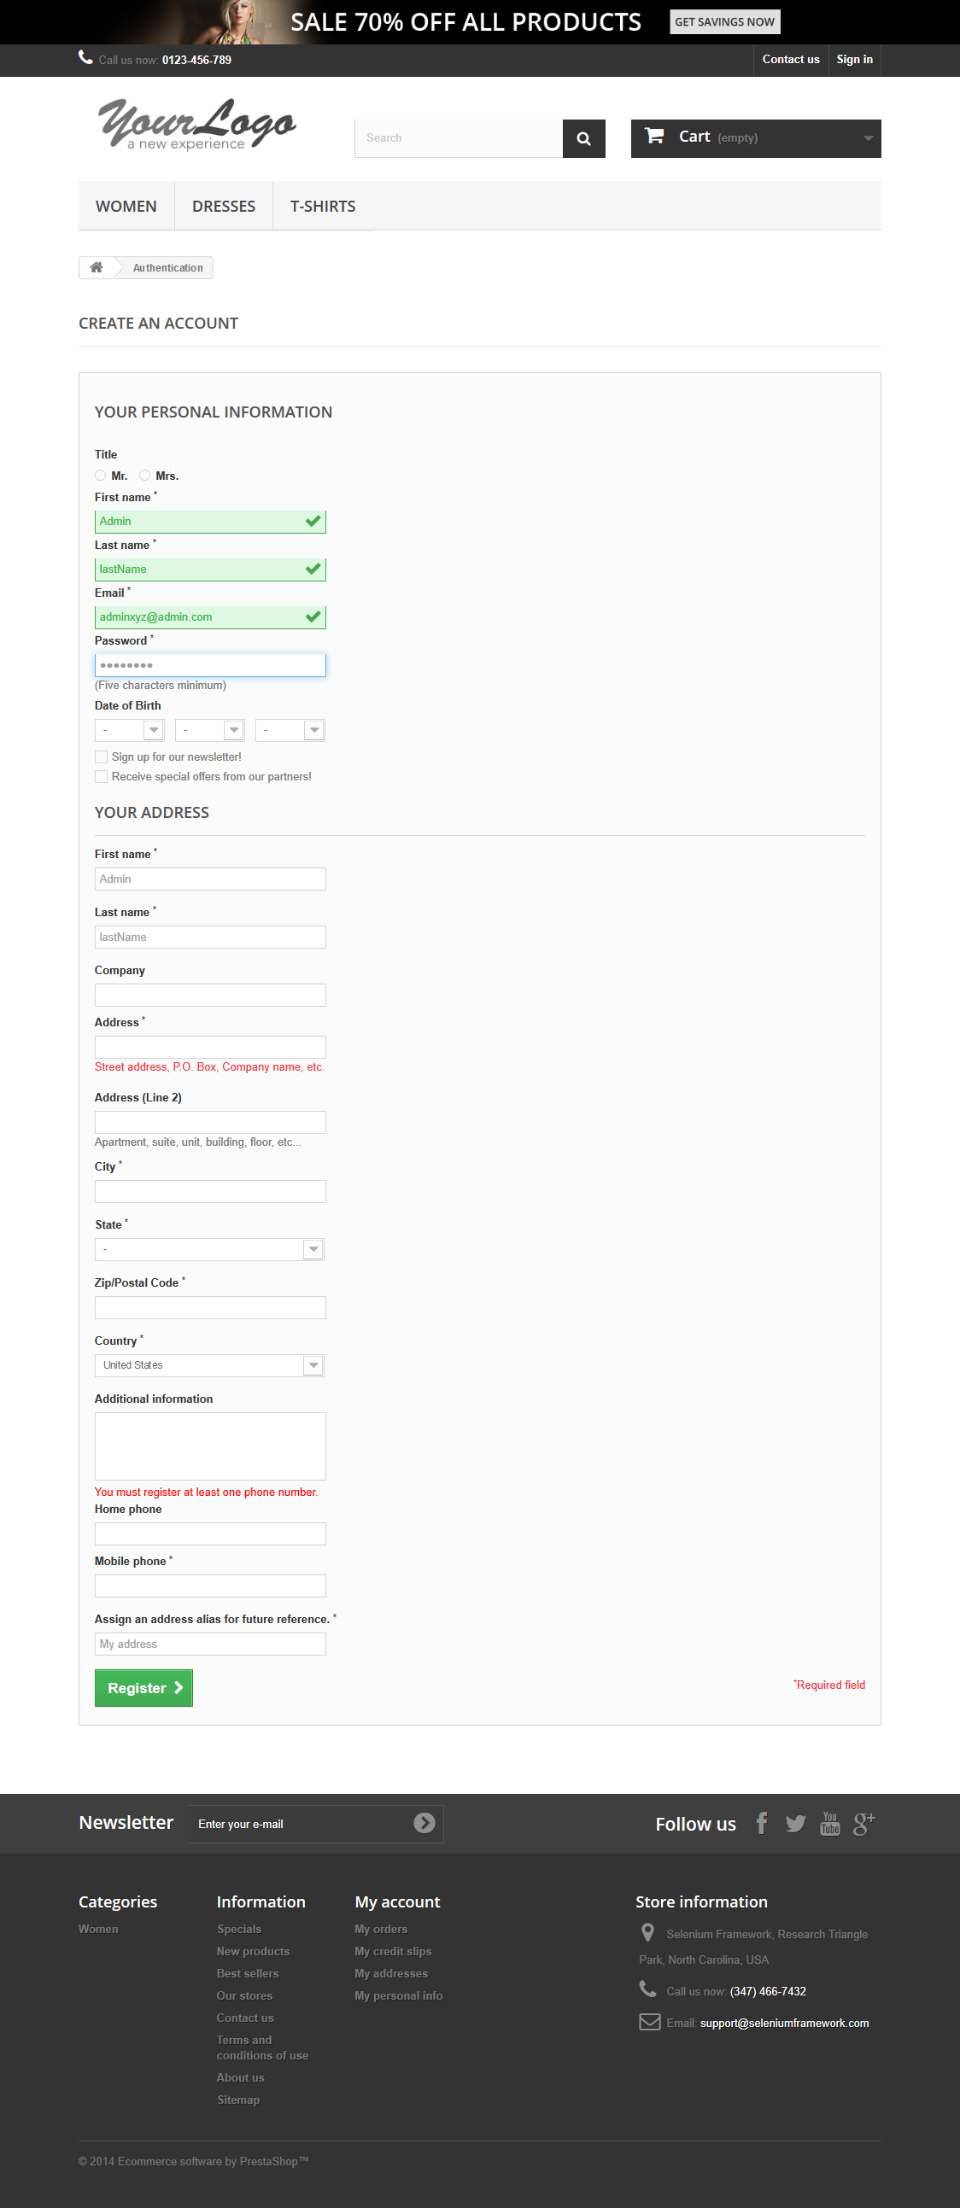 SALE 70% OFF ALL PRODUCTS GET SAVINGS NOW
Call us now: 0123-456-789 Contact us Sign in
YourLogo
a new experience
Search Cart (empty)
WOMEN DRESSES T-SHIRTS
Authentication
CREATE AN ACCOUNT
YOUR PERSONAL INFORMATION
Title
Mr. Mrs.
First name *
Admin
Last name *
lastName
Email *
adminxyz@admin.com
Password *
(Five characters minimum)
Date of Birth
- - -
Sign up for our newsletter!
Receive special offers from our partners!
YOUR ADDRESS
First name *
Admin
Last name *
lastName
Company
Address *
Street address, P.O. Box, Company name, etc.
Address (Line 2)
Apartment, suite, unit, building, floor, etc...
City *
State *
-
Zip/Postal Code *
Country *
United States
Additional information
You must register at least one phone number.
Home phone
Mobile phone *
Assign an address alias for future reference. *
My address
Register *Required field
Newsletter Enter your e-mail Follow us You Tube g+
Categories Information My account Store information
Women Specials My orders Selenium Framework, Research Triangle
New products My credit slips Park, North Carolina, USA
Best sellers My addresses Call us now: (347) 466-7432
Our stores My personal info Email: support@seleniumframework.com
Contact us
Terms and
conditions of use
About us
Sitemap
© 2014 Ecommerce software by PrestaShop™